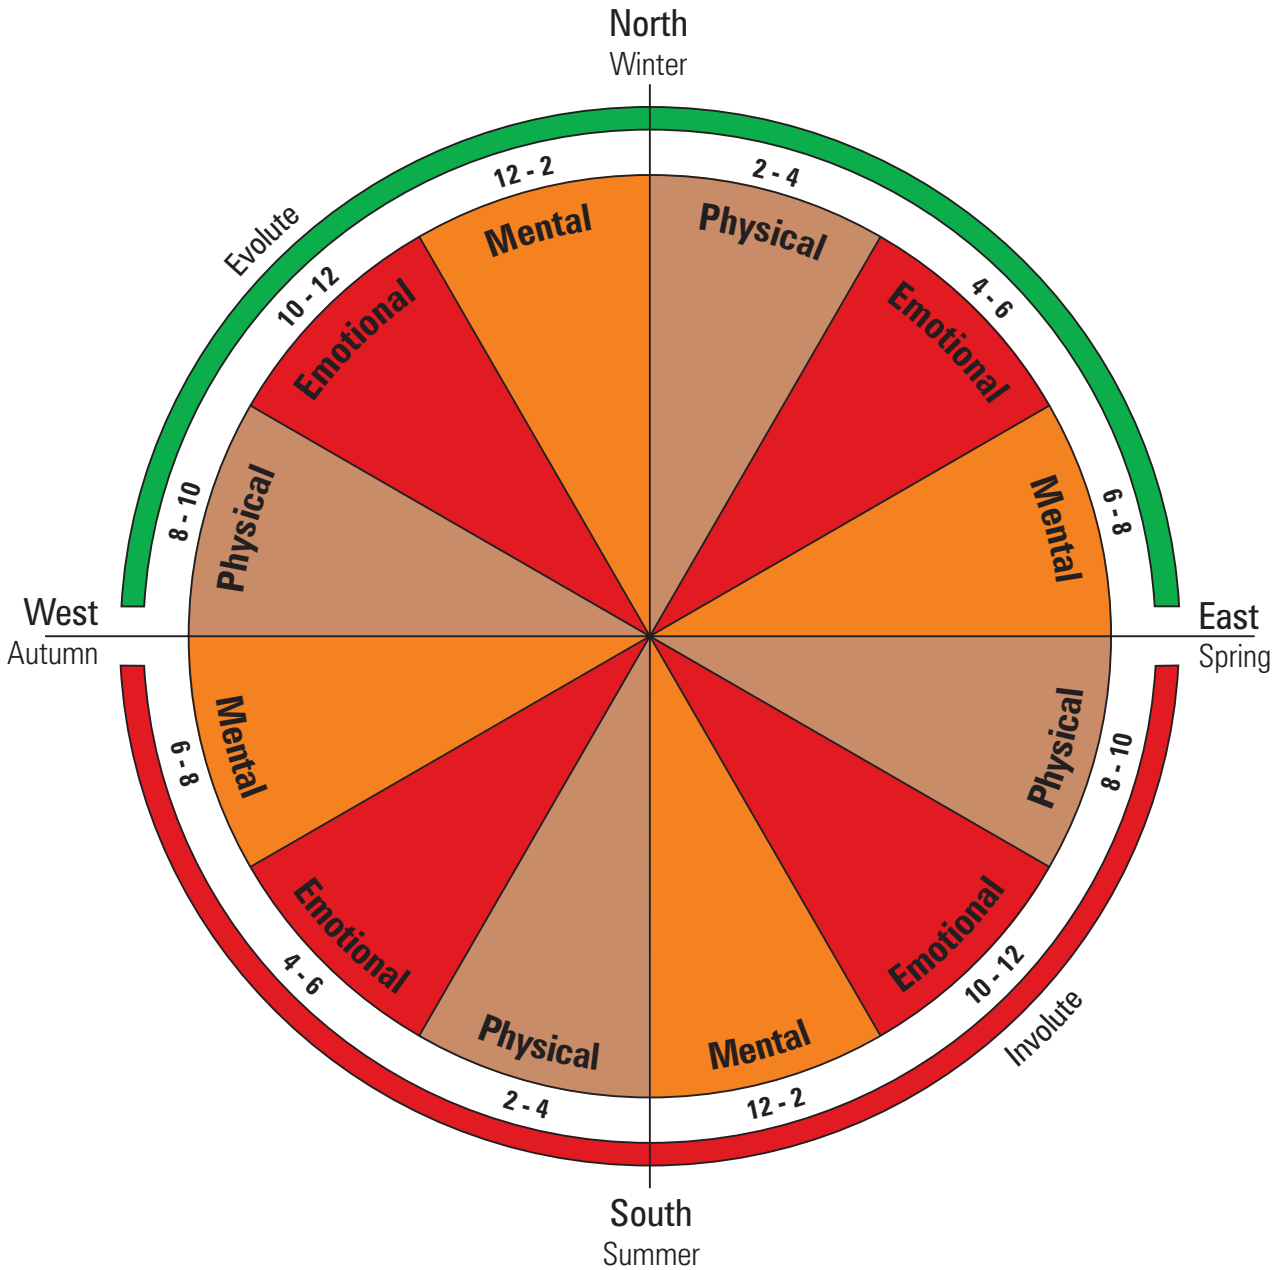 North
Winter
12 - 2
2 - 4
Mental
Physical
Evolute
10 - 12
4 - 6
Emotional
Emotional
8 - 10
6 - 8
Physical
Mental
West
East
Autumn
Spring
Mental
Physical
6 - 8
8 - 10
Emotional
Emotional
4 - 6
10 - 12
Physical
Mental
Involute
2 - 4
12 - 2
South
Summer